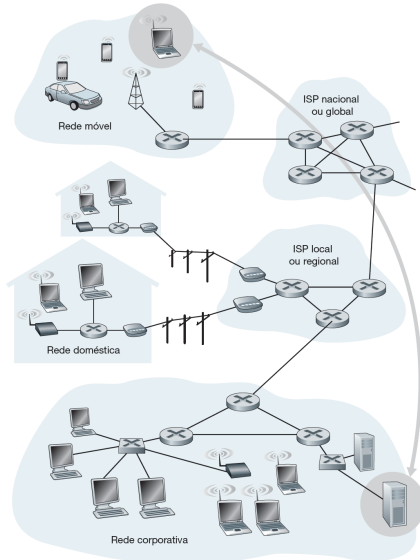 Rede móvel
ISP nacional
ou global
ISP local
ou regional
Rede doméstica
Rede corporativa